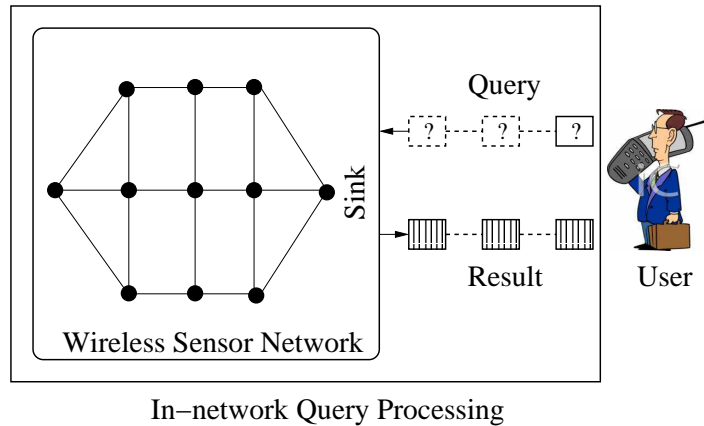 Query
? ? ?
Sink
Result
User
Wireless Sensor Network
In−network Query Processing